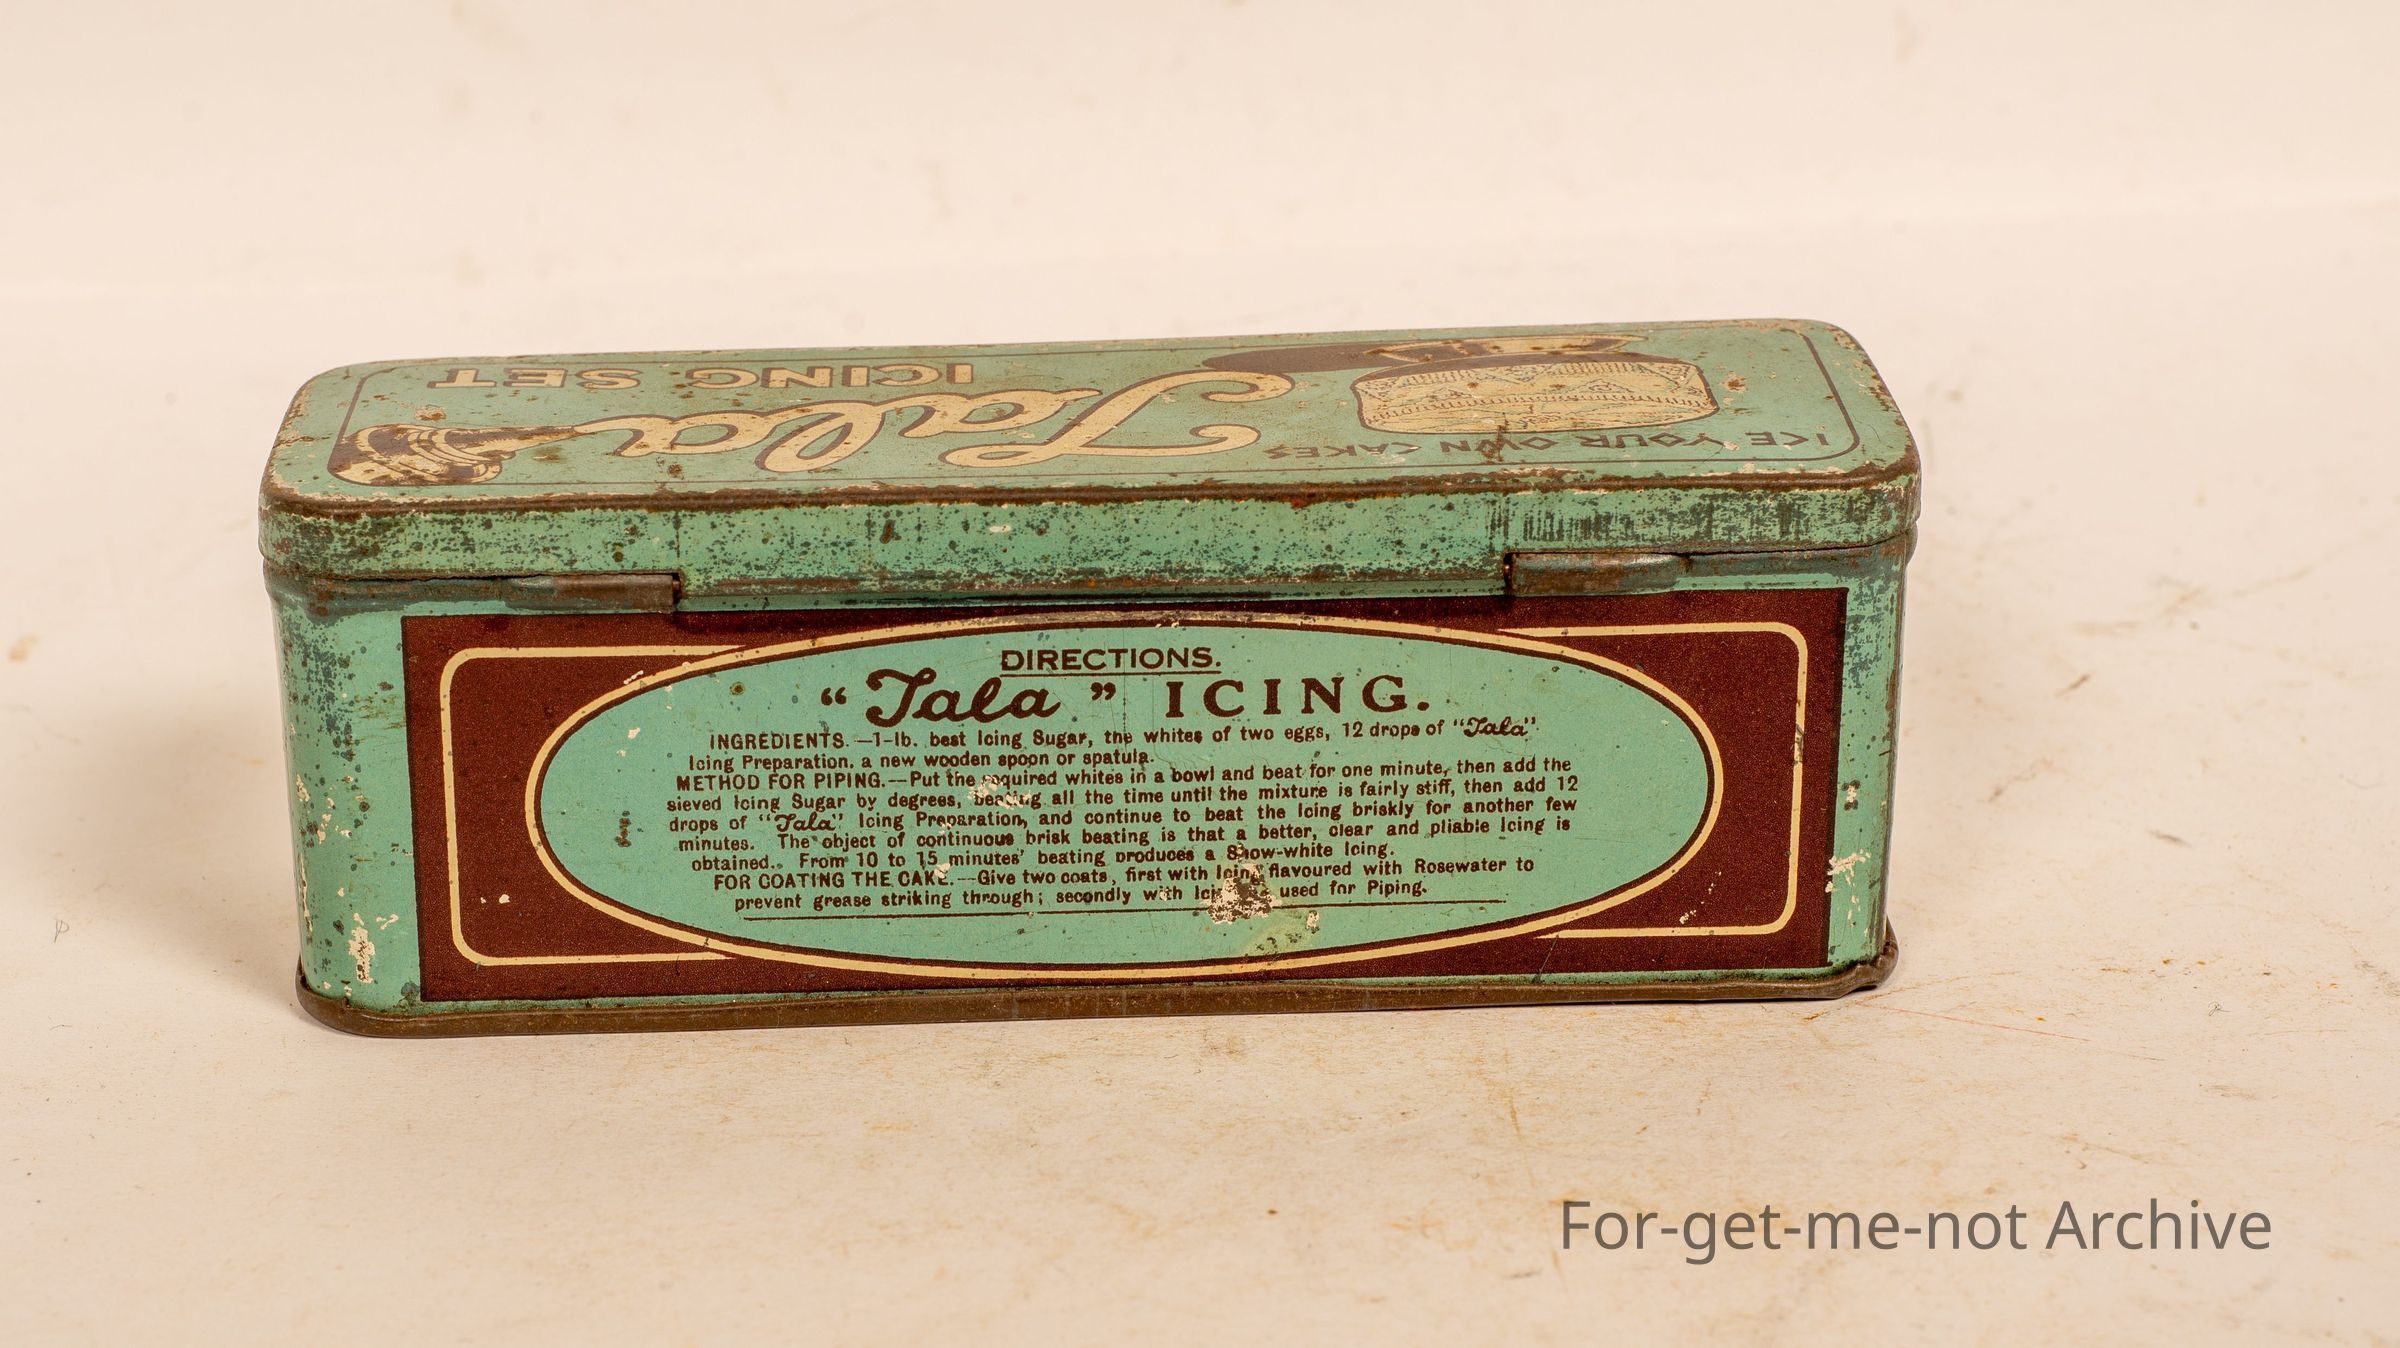 Tala
ICING SET
ICE YOUR OWN CAKES
DIRECTIONS.
“Tala” ICING.
INGREDIENTS.—1-lb. best Icing Sugar, the whites of two eggs, 12 drops of “Tala”
Icing Preparation, a new wooden spoon or spatula.
METHOD FOR PIPING.—Put the required whites in a bowl and beat for one minute, then add the
sieved Icing Sugar by degrees, beating all the time until the mixture is fairly stiff, then add 12
drops of “Tala” Icing Preparation, and continue to beat the Icing briskly for another few
minutes. The object of continuous brisk beating is that a better, clear and pliable Icing is
obtained. From 10 to 15 minutes’ beating produces a Snow-white Icing.
FOR COATING THE CAKE.—Give two coats, first with Icing flavoured with Rosewater to
prevent grease striking through; secondly with used for Piping.
For-get-me-not Archive